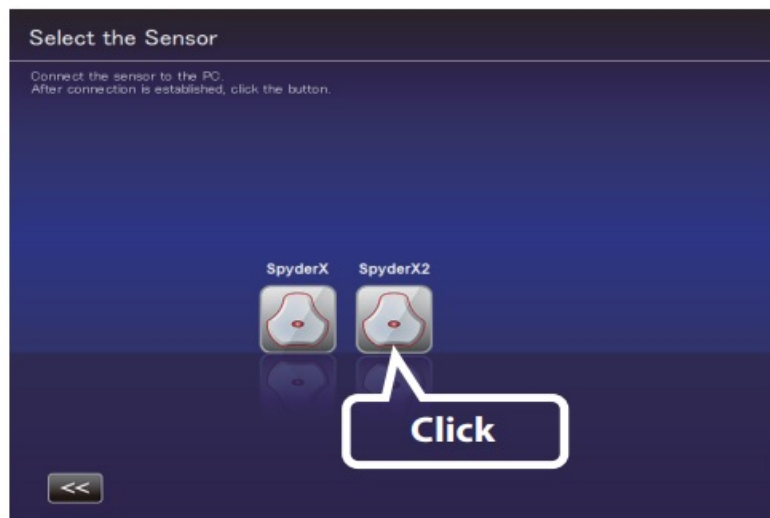 Select the Sensor
Connect the sensor to the PC.
After connection is established, click the button.
SpyderX SpyderX2
Click
<<